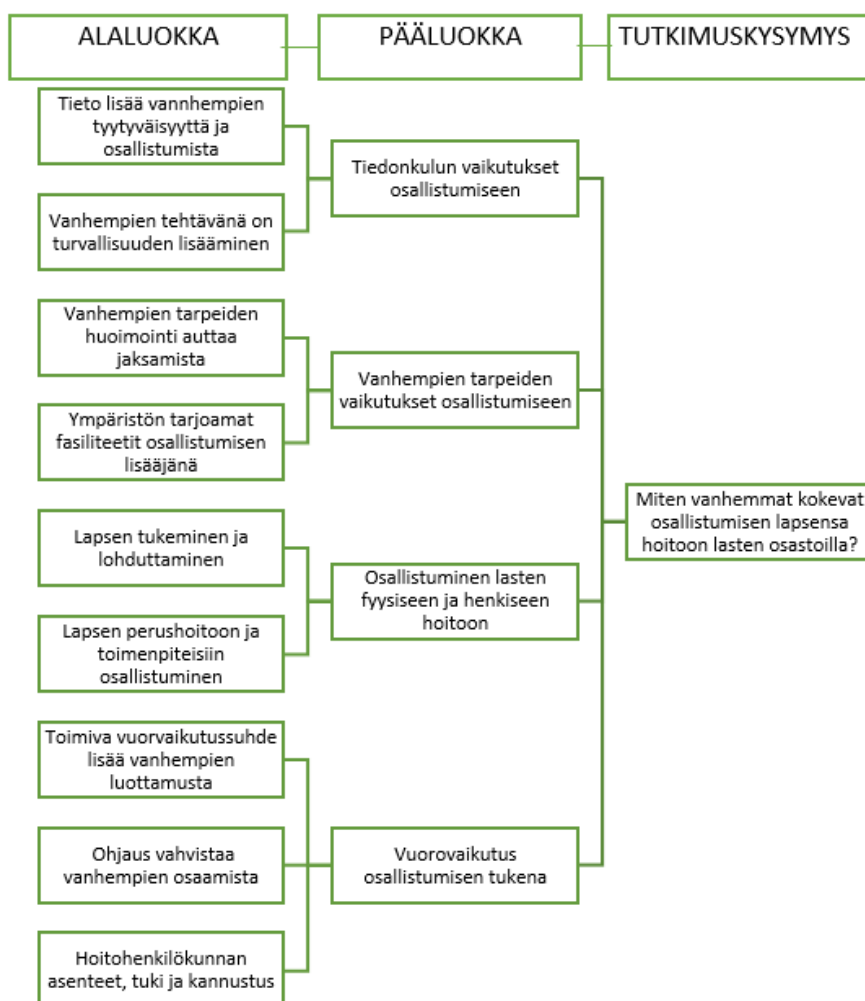 ALALUOKKA
PÄÄLUOKKA
TUTKIMUSKYSYMYS
Tieto lisää vannhempien
tyytyväisyyttä ja
osallistumista
Vanhempien tehtävänä on
turvallisuuden lisääminen
Tiedonkulun vaikutukset
osallistumiseen
Vanhempien tarpeiden
huoimointi auttaa
jaksamista
Ympäristön tarjoamat
fasiliteetit osallistumisen
lisääjänä
Vanhempien tarpeiden
vaikutukset osallistumiseen
Lapsen tukeminen ja
lohduttaminen
Lapsen perushoitoon ja
toimenpiteisiin
osallistuminen
Osallistuminen lasten
fyysiseen ja henkiseen
hoitoon
Toimiva vuorvaikutussuhde
lisää vanhempien
luottamusta
Ohjaus vahvistaa
vanhempien osaamista
Hoitohenkilökunnan
asenteet, tuki ja kannustus
Vuorovaikutus
osallistumisen tukena
Miten vanhemmat kokevat
osallistumisen lapsensa
hoitoon lasten osastoilla?